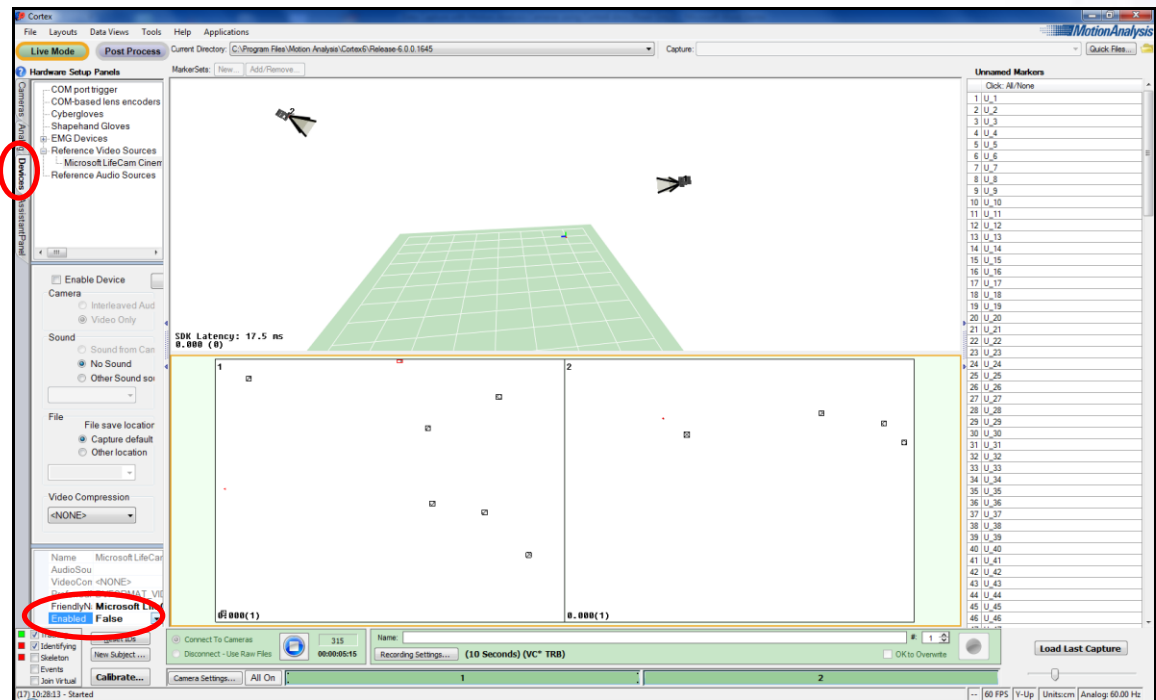 Cortex
File Layouts Data Views Tools Help Applications
MotionAnalysis
Live Mode Post Process Current Directory: C:\Program Files\Motion Analysis\Cortex6\Release-6.0.0.1645 Capture: Quick Files...
Hardware Setup Panels
MarkerSets: New... Add/Remove...
Cameras
Analog
Devices
AssistantPanel
COM port trigger
COM-based lens encoders
Cybergloves
Shapehand Gloves
EMG Devices
Reference Video Sources
Microsoft LifeCam Cinem
Reference Audio Sources
Enable Device
Camera
Interleaved Aud
Video Only
Sound
Sound from Can
No Sound
Other Sound sou
File
File save location
Capture default
Other location
Video Compression
<NONE>
Name Microsoft LifeCar
AudioSou
VideoCon <NONE>
FriendlyN Microsoft Life
Enabled False
2
SDK Latency: 17.5 ms
0.000 (0)
1
2
0.000(1)
0.000(1)
Unnamed Markers
Click: All/None
1 U_1
2 U_2
3 U_3
4 U_4
5 U_5
6 U_6
7 U_7
8 U_8
9 U_9
10 U_10
11 U_11
12 U_12
13 U_13
14 U_14
15 U_15
16 U_16
17 U_17
18 U_18
19 U_19
20 U_20
21 U_21
22 U_22
23 U_23
24 U_24
25 U_25
26 U_26
27 U_27
28 U_28
29 U_29
30 U_30
31 U_31
32 U_32
33 U_33
34 U_34
35 U_35
36 U_36
37 U_37
38 U_38
39 U_39
40 U_40
41 U_41
42 U_42
43 U_43
44 U_44
45 U_45
46 U_46
Identifying
Skeleton
Events
Join Virtual
New Subject ...
Calibrate...
Connect To Cameras
Disconnect - Use Raw Files
315
00:00:05:15
Name:
# 1
Recording Settings... (10 Seconds) (VC* TRB)
OK to Overwrite
Load Last Capture
Camera Settings... All On 1 2
(17) 10:28:13 - Started
-- 60 FPS Y-Up Units:cm Analog: 60.00 Hz